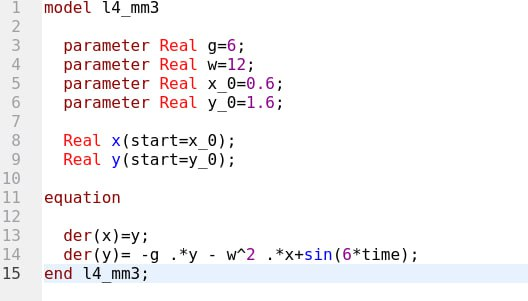 1 model l4_mm3
2
3 parameter Real g=6;
4 parameter Real w=12;
5 parameter Real x_0=0.6;
6 parameter Real y_0=1.6;
7
8 Real x(start=x_0);
9 Real y(start=y_0);
10
11 equation
12
13 der(x)=y;
14 der(y)= -g .*y - w^2 .*x+sin(6*time);
15 end l4_mm3;